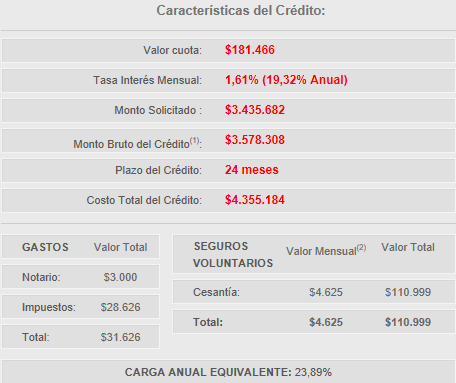 Características del Crédito:
Valor cuota: $181.466
Tasa Interés Mensual: 1,61% (19,32% Anual)
Monto Solicitado : $3.435.682
Monto Bruto del Crédito(1): $3.578.308
Plazo del Crédito: 24 meses
Costo Total del Crédito: $4.355.184
GASTOS Valor Total
Notario: $3.000
Impuestos: $28.626
Total: $31.626
SEGUROS VOLUNTARIOS Valor Mensual(2) Valor Total
Cesantía: $4.625 $110.999
Total: $4.625 $110.999
CARGA ANUAL EQUIVALENTE: 23,89%